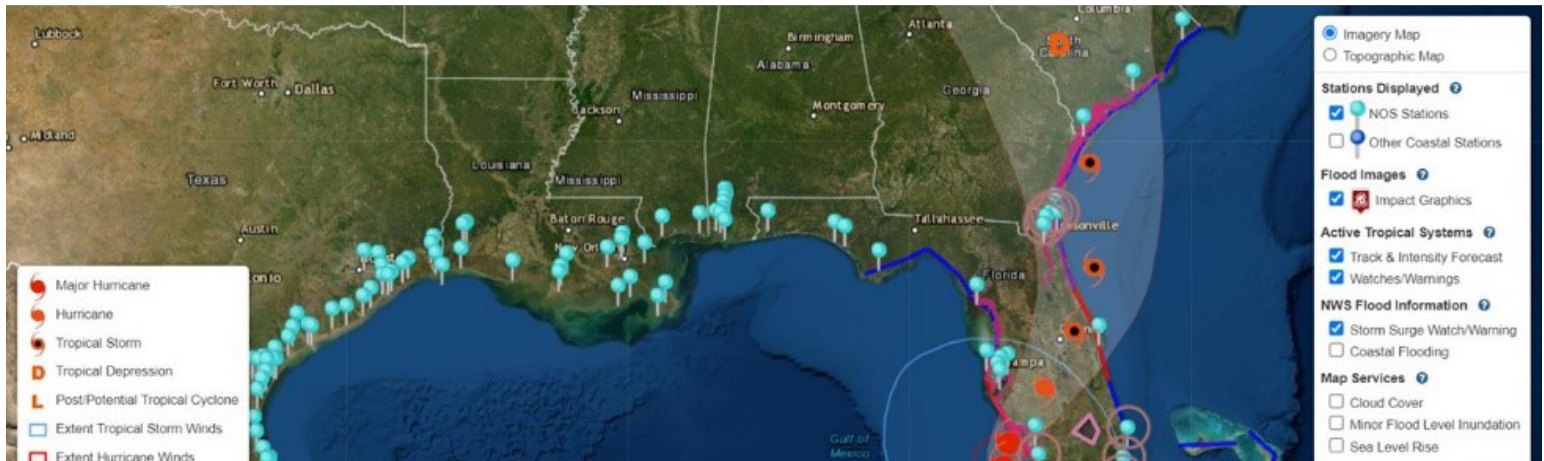 Lubbock
Fort Worth
Dallas
Midland
Texas
Austin
Louisiana
Baton Rouge
Mississippi
Jackson
Mississippi
Birmingham
Alabama
Montgomery
Atlanta
Georgia
Columbia
South
Carolina
Tallahassee
Florida
Gulf of
Mexico
Major Hurricane
Hurricane
Tropical Storm
D Tropical Depression
L Post/Potential Tropical Cyclone
Extent Tropical Storm Winds
Extent Hurricane Winds
Imagery Map
Topographic Map
Stations Displayed ?
NOS Stations
Other Coastal Stations
Flood Images ?
Impact Graphics
Active Tropical Systems ?
Track & Intensity Forecast
Watches/Warnings
NWS Flood Information ?
Storm Surge Watch/Warning
Coastal Flooding
Map Services ?
Cloud Cover
Minor Flood Level Inundation
Sea Level Rise